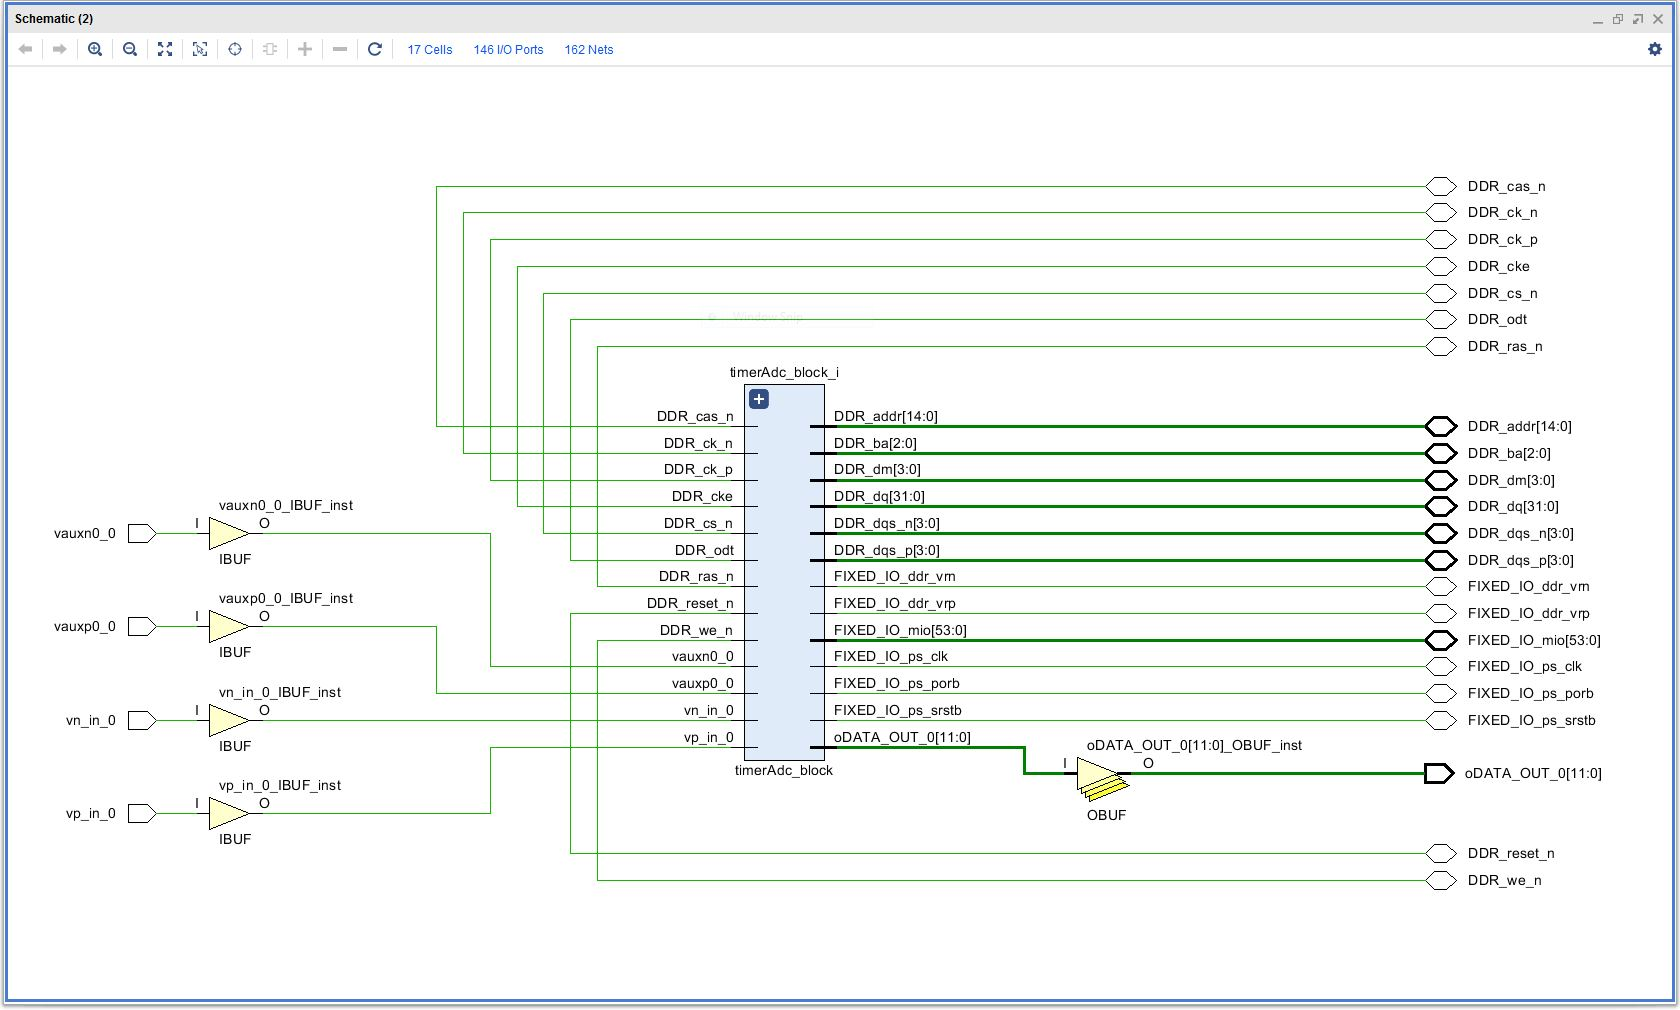 Schematic (2)
17 Cells 146 I/O Ports 162 Nets
DDR_cas_n
DDR_ck_n
DDR_ck_p
DDR_cke
DDR_cs_n
Window Snip
DDR_odt
DDR_ras_n
timerAdc_block_i
DDR_cas_n DDR_addr[14:0] DDR_addr[14:0]
DDR_ck_n DDR_ba[2:0] DDR_ba[2:0]
DDR_ck_p DDR_dm[3:0] DDR_dm[3:0]
DDR_cke DDR_dq[31:0] DDR_dq[31:0]
vauxn0_0_IBUF_inst
vauxn0_0 I O DDR_cs_n DDR_dqs_n[3:0] DDR_dqs_n[3:0]
IBUF DDR_odt DDR_dqs_p[3:0] DDR_dqs_p[3:0]
DDR_ras_n FIXED_IO_ddr_vrn FIXED_IO_ddr_vrn
vauxp0_0_IBUF_inst DDR_reset_n FIXED_IO_ddr_vrp FIXED_IO_ddr_vrp
vauxp0_0 I O DDR_we_n FIXED_IO_mio[53:0] FIXED_IO_mio[53:0]
IBUF vauxn0_0 FIXED_IO_ps_clk FIXED_IO_ps_clk
vn_in_0_IBUF_inst vauxp0_0 FIXED_IO_ps_porb FIXED_IO_ps_porb
vn_in_0 I O vn_in_0 FIXED_IO_ps_srstb FIXED_IO_ps_srstb
IBUF vp_in_0 oDATA_OUT_0[11:0] oDATA_OUT_0[11:0]_OBUF_inst
timerAdc_block I O oDATA_OUT_0[11:0]
vp_in_0_IBUF_inst
vp_in_0 I O OBUF
IBUF
DDR_reset_n
DDR_we_n